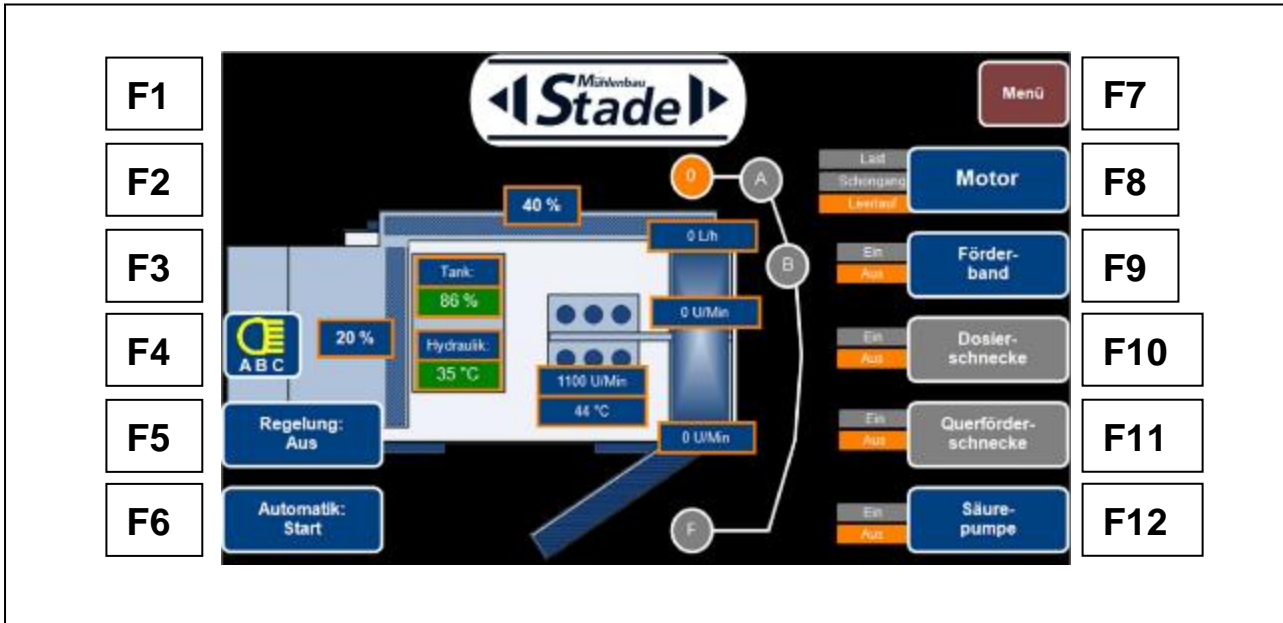 F1
F2
F3
F4
F5
F6
Mühlenbau
Stade
Menü
0
A
B
F
40 %
20 %
Tank:
86 %
Hydraulik:
35 °C
0 L/h
0 U/Min
1100 U/Min
44 °C
0 U/Min
A B C
Regelung:
Aus
Automatik:
Start
Last
Schongang
Leerlauf
Motor
Ein
Aus
Förder-
band
Ein
Aus
Dosier-
schnecke
Ein
Aus
Querförder-
schnecke
Ein
Aus
Säure-
pumpe
F7
F8
F9
F10
F11
F12